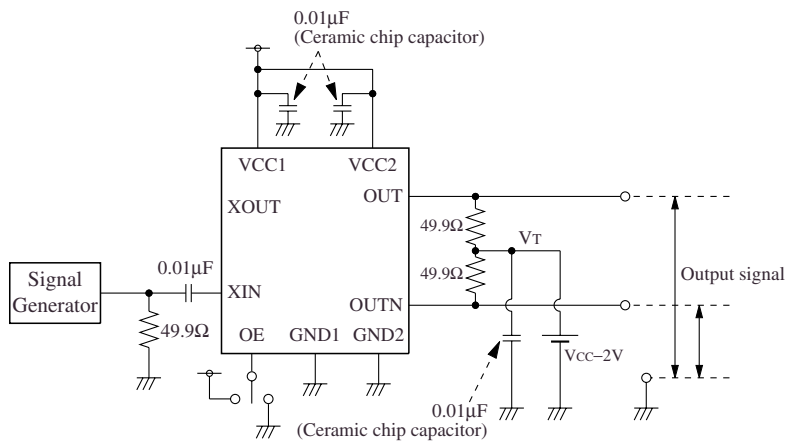 0.01μF
(Ceramic chip capacitor)
VCC1
VCC2
XOUT
OUT
49.9Ω
VT
0.01μF
49.9Ω
Output signal
Signal
Generator
XIN
OUTN
49.9Ω
OE
GND1
GND2
VCC–2V
0.01μF
(Ceramic chip capacitor)